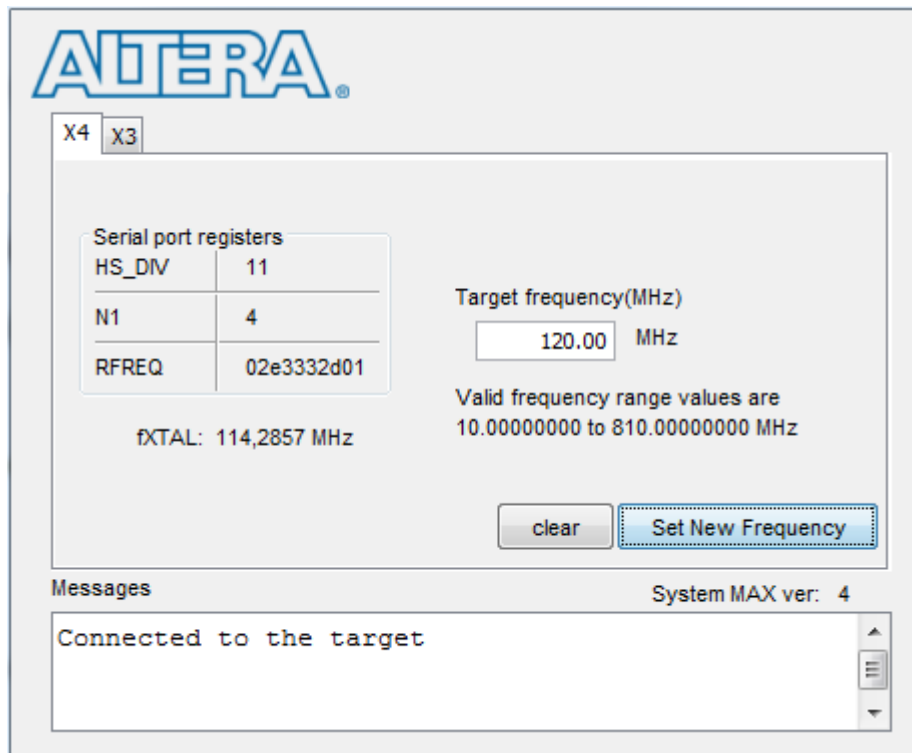 ALTERA®
X4 X3
Serial port registers
HS_DIV 11
N1 4
RFREQ 02e3332d01
fXTAL: 114,2857 MHz
Target frequency(MHz)
120.00 MHz
Valid frequency range values are
10.00000000 to 810.00000000 MHz
clear Set New Frequency
Messages System MAX ver: 4
Connected to the target